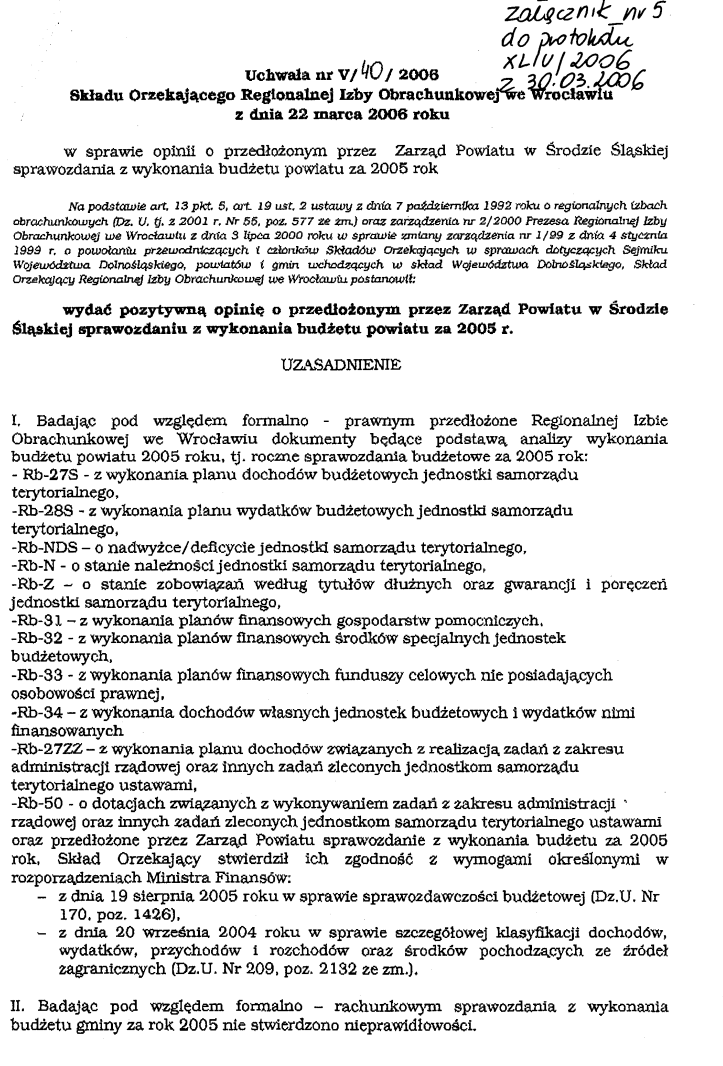 załącznik nr 5
do protokołu
XLIV/2006
z 30.03.2006
Uchwała nr V/40/ 2006
Składu Orzekającego Regionalnej Izby Obrachunkowej we Wrocławiu
z dnia 22 marca 2006 roku
w sprawie opinii o przedłożonym przez Zarząd Powiatu w Środzie Śląskiej
sprawozdania z wykonania budżetu powiatu za 2005 rok
Na podstawie art. 13 pkt. 5, art. 19 ust. 2 ustawy z dnia 7 października 1992 roku o regionalnych izbach
obrachunkowych (Dz. U. tj. z 2001 r. Nr 55, poz. 577 ze zm.) oraz zarządzenia nr 2/2000 Prezesa Regionalnej Izby
Obrachunkowej we Wrocławiu z dnia 3 lipca 2000 roku w sprawie zmiany zarządzenia nr 1/99 z dnia 4 stycznia
1999 r. o powołaniu przewodniczących i członków Składów Orzekających w sprawach dotyczących Sejmiku
Województwa Dolnośląskiego, powiatów i gmin wchodzących w skład Województwa Dolnośląskiego, Skład
Orzekający Regionalnej Izby Obrachunkowej we Wrocławiu postanowił:
wydać pozytywną opinię o przedłożonym przez Zarząd Powiatu w Środzie
Śląskiej sprawozdaniu z wykonania budżetu powiatu za 2005 r.
UZASADNIENIE
I. Badając pod względem formalno - prawnym przedłożone Regionalnej Izbie
Obrachunkowej we Wrocławiu dokumenty będące podstawą analizy wykonania
budżetu powiatu 2005 roku, tj. roczne sprawozdania budżetowe za 2005 rok:
- Rb-27S - z wykonania planu dochodów budżetowych jednostki samorządu
terytorialnego,
-Rb-28S - z wykonania planu wydatków budżetowych jednostki samorządu
terytorialnego,
-Rb-NDS – o nadwyżce/deficycie jednostki samorządu terytorialnego,
-Rb-N - o stanie należności jednostki samorządu terytorialnego,
-Rb-Z – o stanie zobowiązań według tytułów dłużnych oraz gwarancji i poręczeń
jednostki samorządu terytorialnego,
-Rb-31 – z wykonania planów finansowych gospodarstw pomocniczych,
-Rb-32 - z wykonania planów finansowych środków specjalnych jednostek
budżetowych,
-Rb-33 - z wykonania planów finansowych funduszy celowych nie posiadających
osobowości prawnej,
-Rb-34 – z wykonania dochodów własnych jednostek budżetowych i wydatków nimi
finansowanych
-Rb-27ZZ – z wykonania planu dochodów związanych z realizacją zadań z zakresu
administracji rządowej oraz innych zadań zleconych jednostkom samorządu
terytorialnego ustawami,
-Rb-50 - o dotacjach związanych z wykonywaniem zadań z zakresu administracji
rządowej oraz innych zadań zleconych jednostkom samorządu terytorialnego ustawami
oraz przedłożone przez Zarząd Powiatu sprawozdanie z wykonania budżetu za 2005
rok, Skład Orzekający stwierdził ich zgodność z wymogami określonymi w
rozporządzeniach Ministra Finansów:
– z dnia 19 sierpnia 2005 roku w sprawie sprawozdawczości budżetowej (Dz.U. Nr
170, poz. 1426),
– z dnia 20 września 2004 roku w sprawie szczegółowej klasyfikacji dochodów,
wydatków, przychodów i rozchodów oraz środków pochodzących ze źródeł
zagranicznych (Dz.U. Nr 209, poz. 2132 ze zm.).
II. Badając pod względem formalno – rachunkowym sprawozdania z wykonania
budżetu gminy za rok 2005 nie stwierdzono nieprawidłowości.